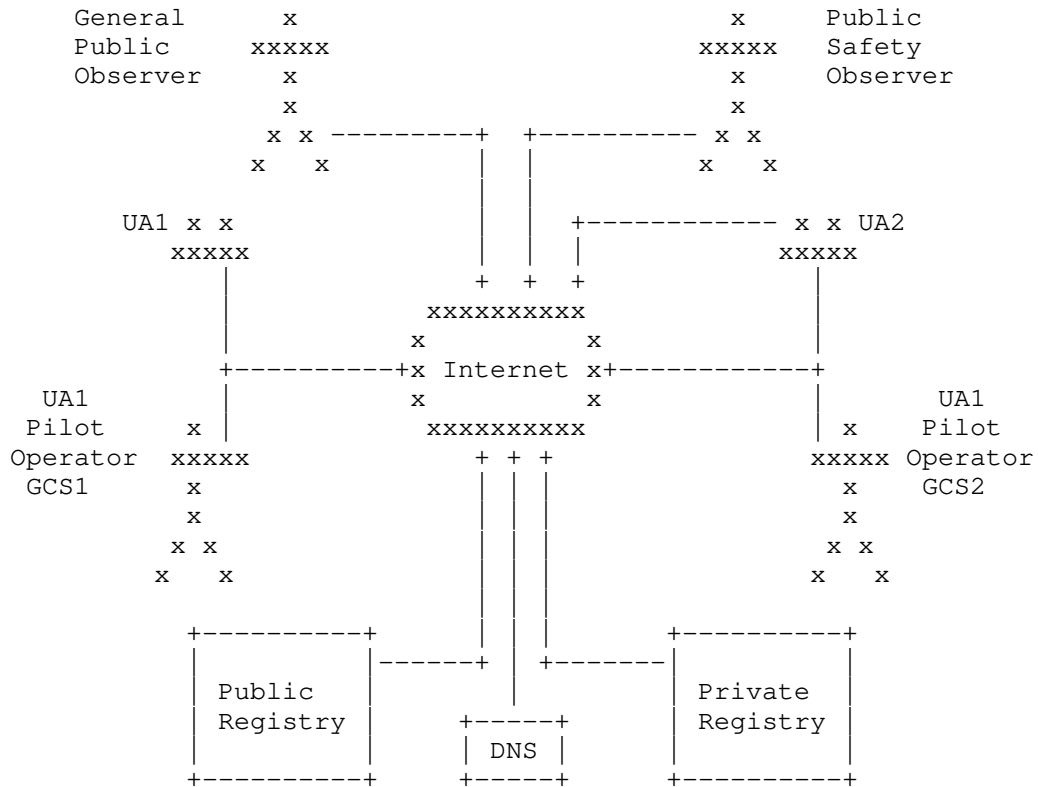 General
Public
Observer
Public
Safety
Observer
UA1
UA2
Internet
UA1
Pilot
Operator
GCS1
UA1
Pilot
Operator
GCS2
Public
Registry
DNS
Private
Registry